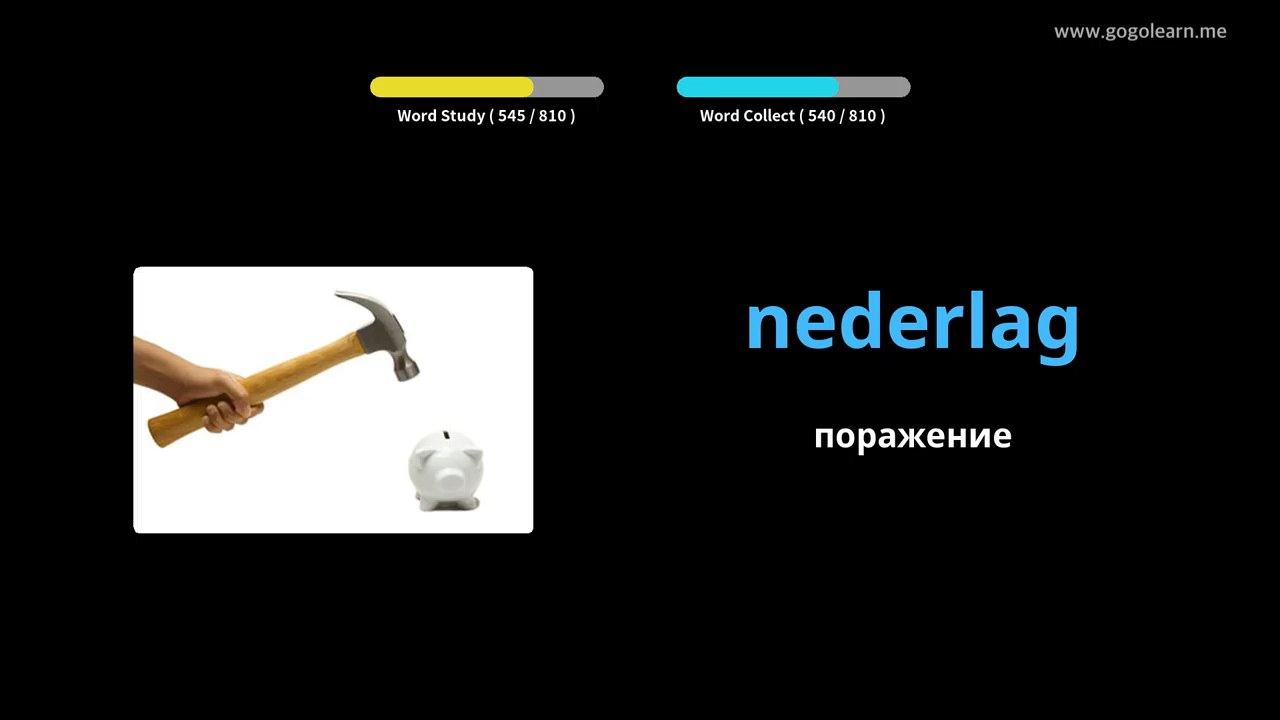 www.gogolearn.me
Word Study ( 545 / 810 )
Word Collect ( 540 / 810 )
nederlag
поражение